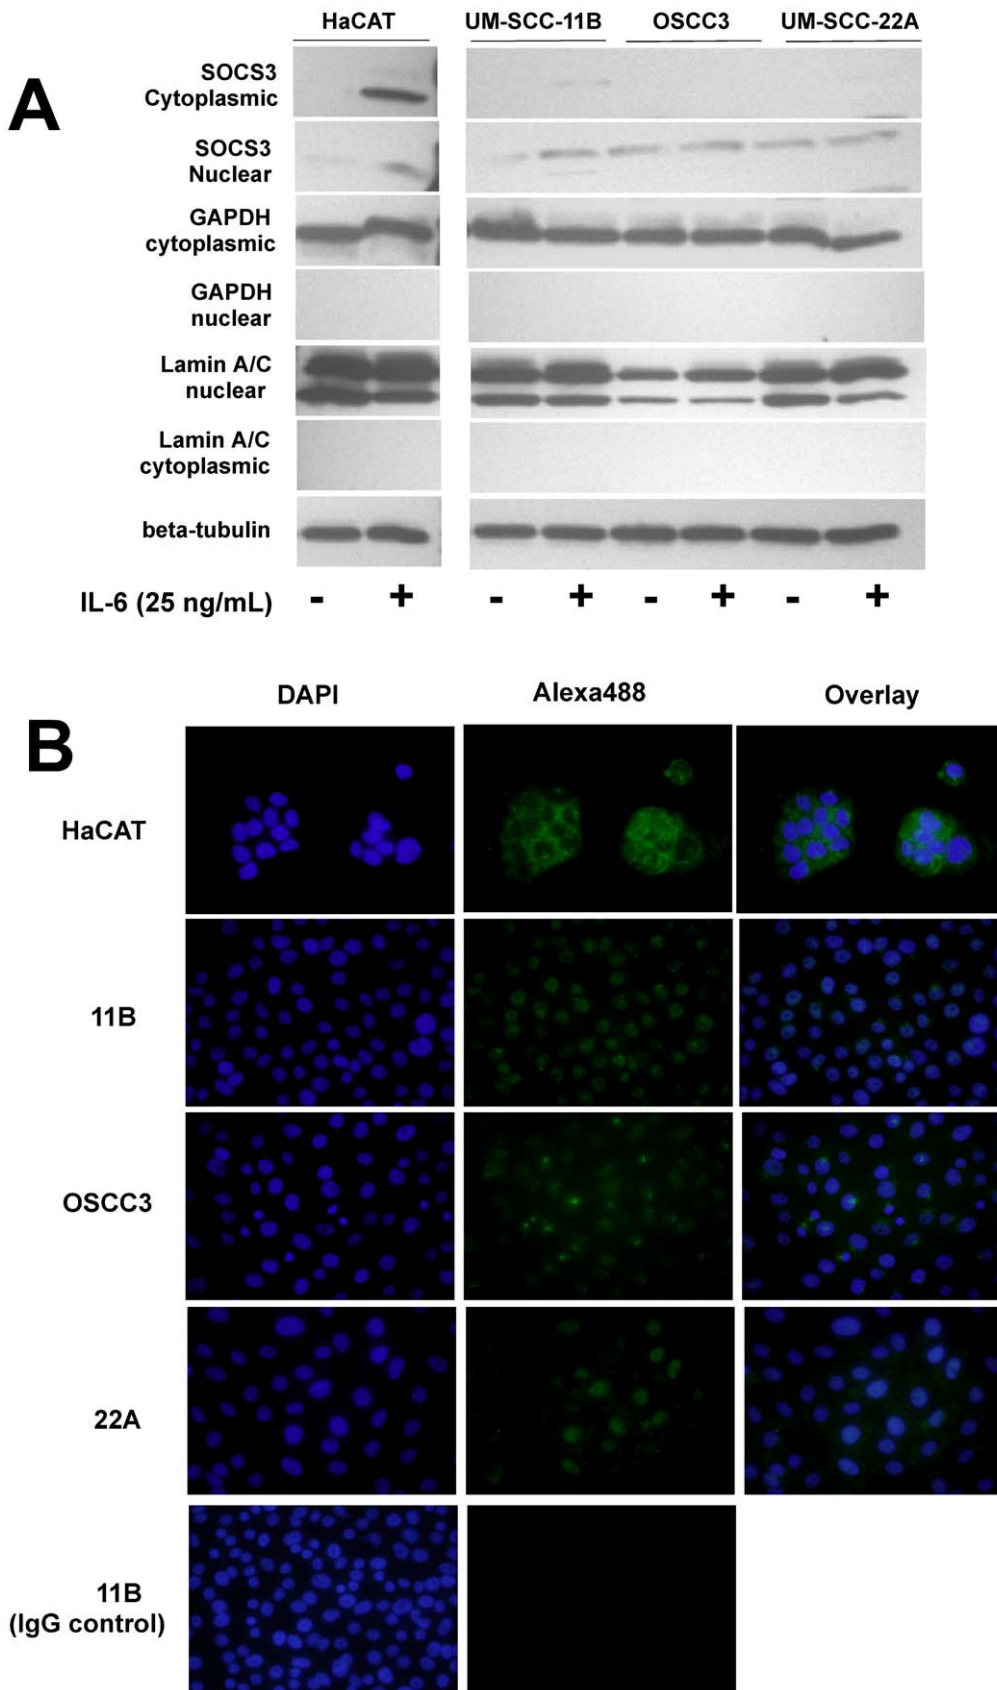 HaCAT UM-SCC-11B OSCC3 UM-SCC-22A
A
SOCS3
Cytoplasmic
SOCS3
Nuclear
GAPDH
cytoplasmic
GAPDH
nuclear
Lamin A/C
nuclear
Lamin A/C
cytoplasmic
beta-tubulin
IL-6 (25 ng/mL) - + - + - + - +
B
DAPI Alexa488 Overlay
HaCAT
11B
OSCC3
22A
11B
(IgG control)